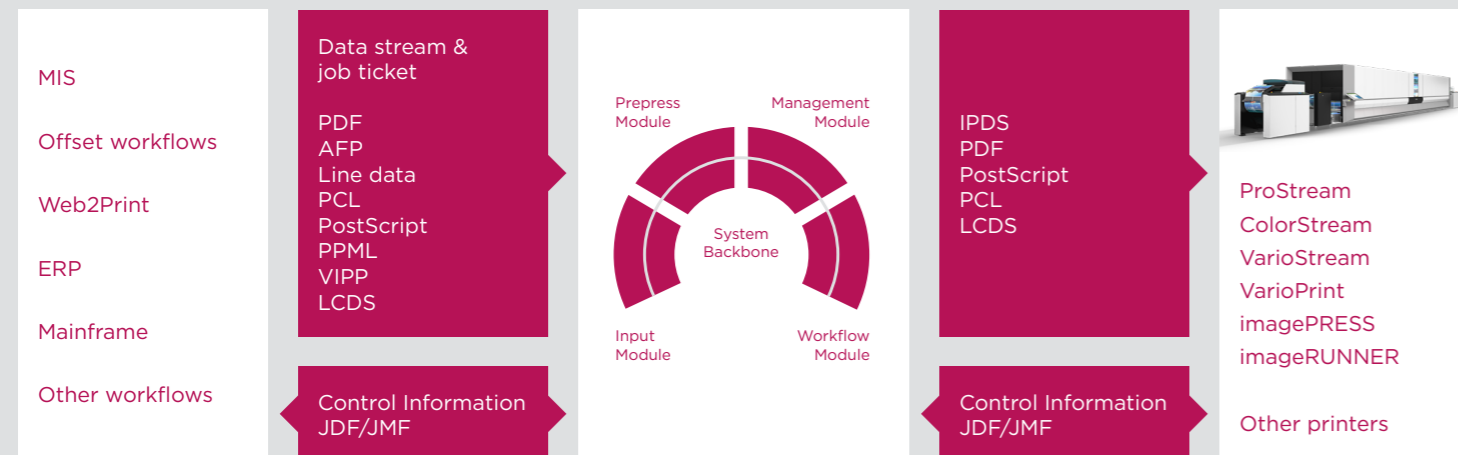 MIS
Offset workflows
Web2Print
ERP
Mainframe
Other workflows
Data stream &
job ticket
PDF
AFP
Line data
PCL
PostScript
PPML
VIPP
LCDS
Control Information
JDF/JMF
Prepress
Module
Management
Module
System
Backbone
Input
Module
Workflow
Module
IPDS
PDF
PostScript
PCL
LCDS
Control Information
JDF/JMF
ProStream
ColorStream
VarioStream
VarioPrint
imagePRESS
imageRUNNER
Other printers